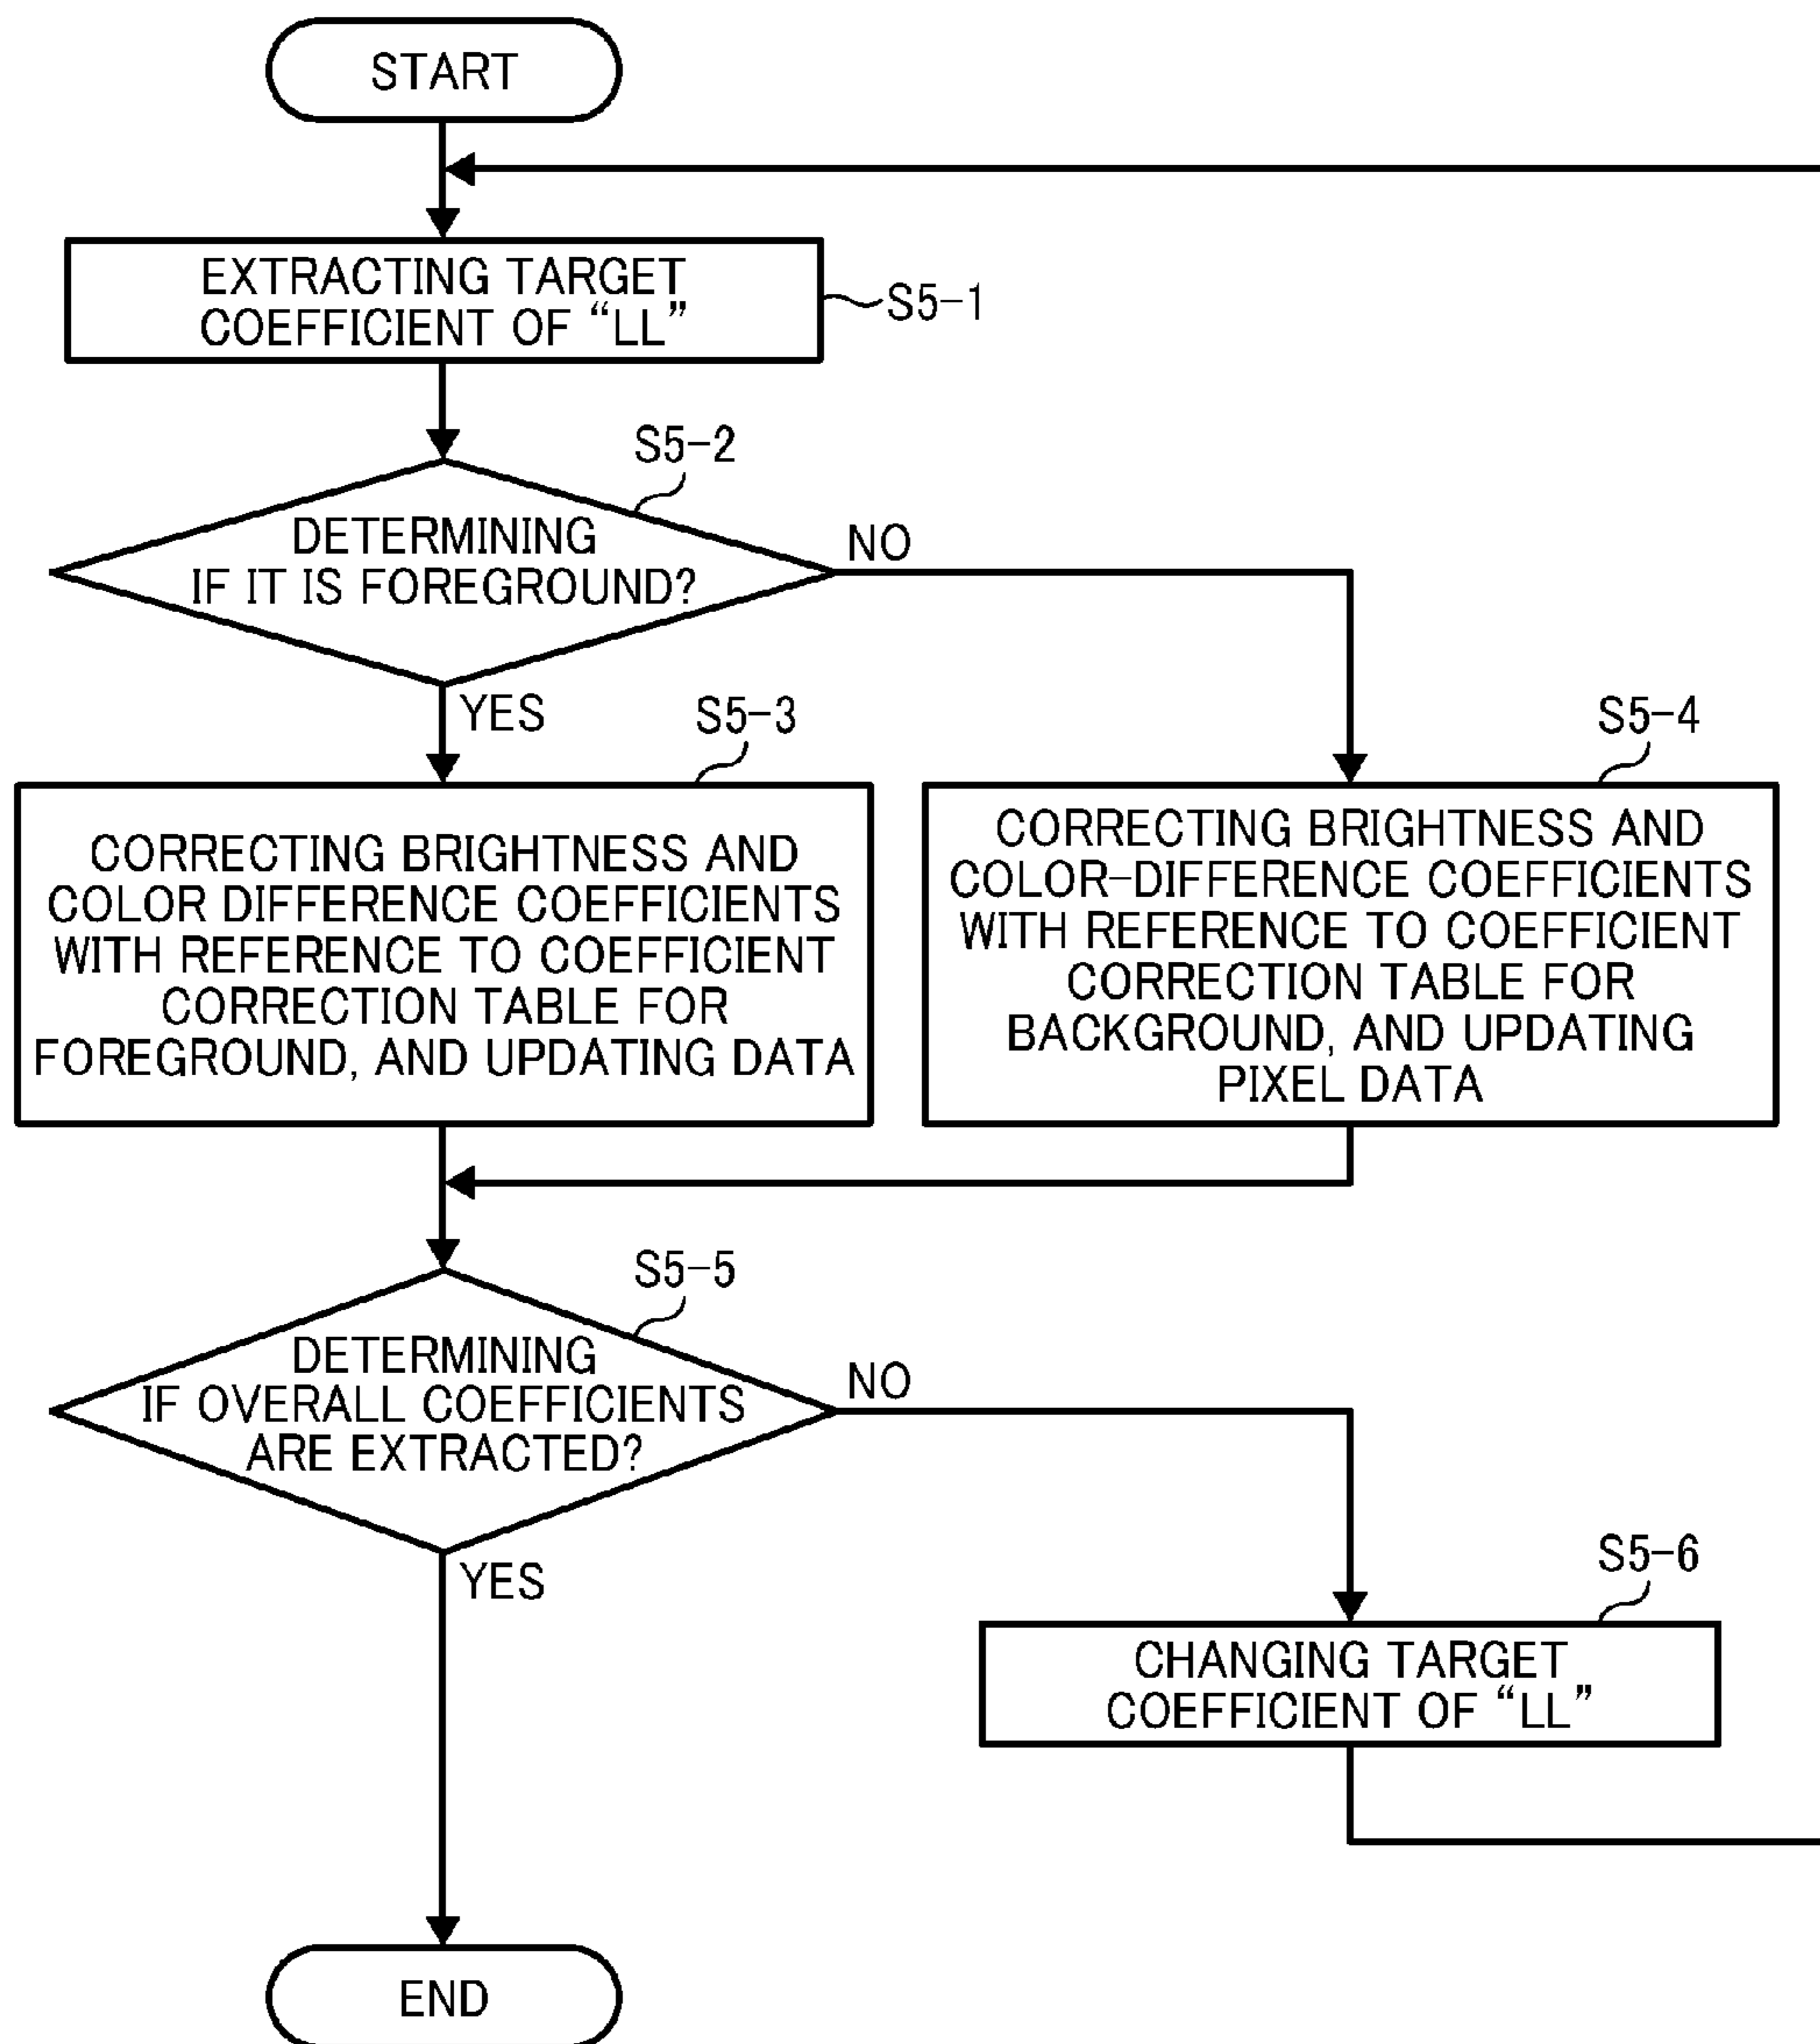 START
EXTRACTING TARGET
COEFFICIENT OF “LL”
S5-1
S5-2
DETERMINING
IF IT IS FOREGROUND?
NO
YES
S5-3
CORRECTING BRIGHTNESS AND
COLOR DIFFERENCE COEFFICIENTS
WITH REFERENCE TO COEFFICIENT
CORRECTION TABLE FOR
FOREGROUND, AND UPDATING DATA
S5-4
CORRECTING BRIGHTNESS AND
COLOR-DIFFERENCE COEFFICIENTS
WITH REFERENCE TO COEFFICIENT
CORRECTION TABLE FOR
BACKGROUND, AND UPDATING
PIXEL DATA
S5-5
DETERMINING
IF OVERALL COEFFICIENTS
ARE EXTRACTED?
NO
YES
S5-6
CHANGING TARGET
COEFFICIENT OF “LL”
END